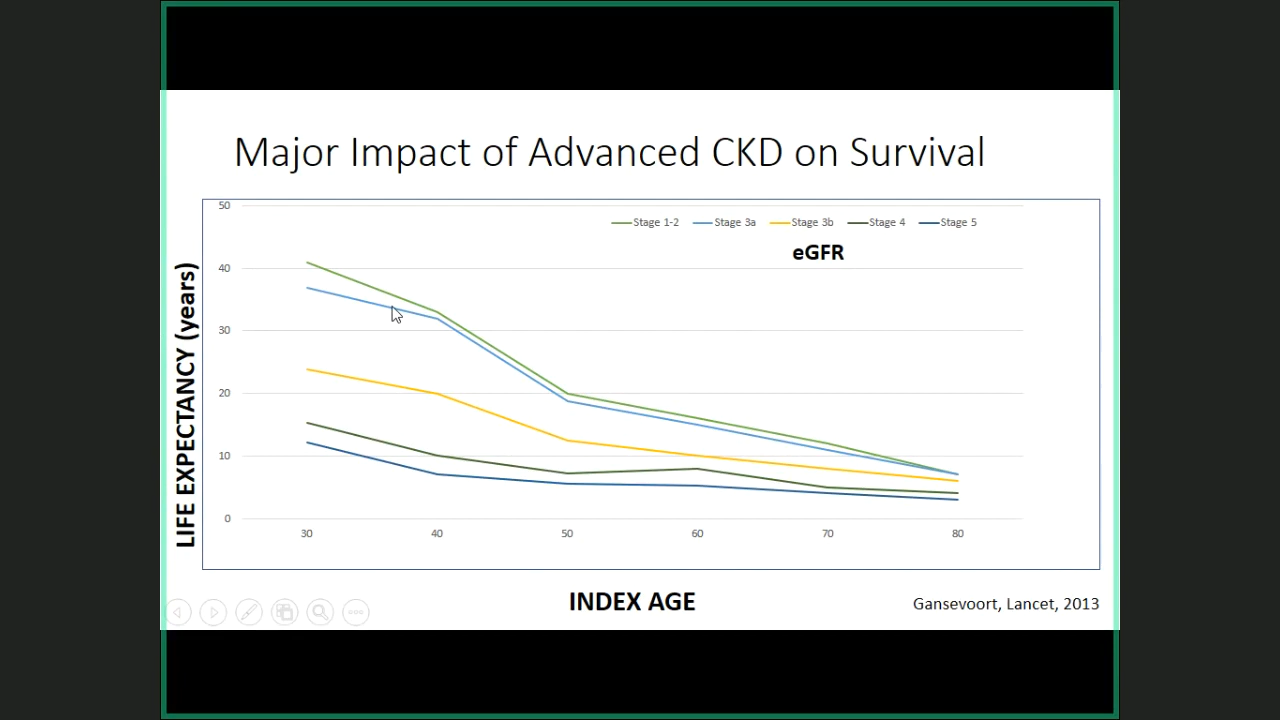 Major Impact of Advanced CKD on Survival
50
Stage 1-2 Stage 3a Stage 3b Stage 4 Stage 5
eGFR
40
30
20
10
0
LIFE EXPECTANCY (years)
30 40 50 60 70 80
INDEX AGE
Gansevoort, Lancet, 2013